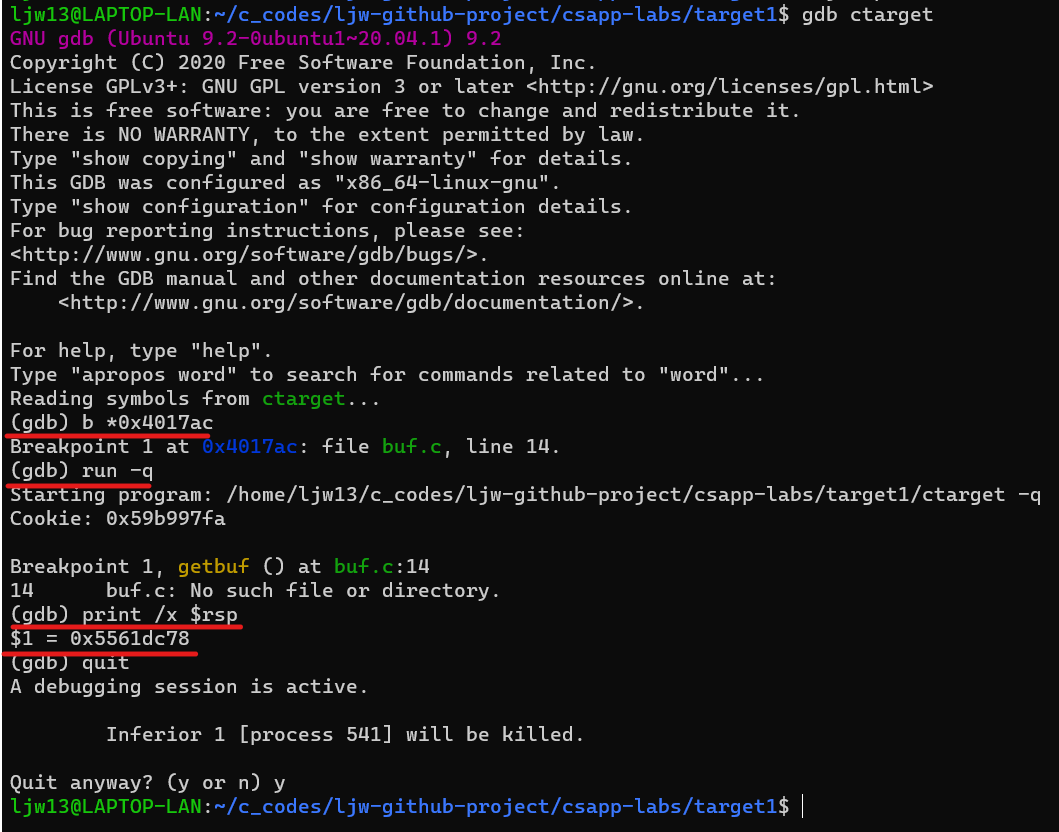 ljw13@LAPTOP-LAN:~/c_codes/ljw-github-project/csapp-labs/target1$ gdb ctarget
GNU gdb (Ubuntu 9.2-0ubuntu1~20.04.1) 9.2
Copyright (C) 2020 Free Software Foundation, Inc.
License GPLv3+: GNU GPL version 3 or later <http://gnu.org/licenses/gpl.html>
This is free software: you are free to change and redistribute it.
There is NO WARRANTY, to the extent permitted by law.
Type "show copying" and "show warranty" for details.
This GDB was configured as "x86_64-linux-gnu".
Type "show configuration" for configuration details.
For bug reporting instructions, please see:
<http://www.gnu.org/software/gdb/bugs/>.
Find the GDB manual and other documentation resources online at:
    <http://www.gnu.org/software/gdb/documentation/>.

For help, type "help".
Type "apropos word" to search for commands related to "word"...
Reading symbols from ctarget...
(gdb) b *0x4017ac
Breakpoint 1 at 0x4017ac: file buf.c, line 14.
(gdb) run -q
Starting program: /home/ljw13/c_codes/ljw-github-project/csapp-labs/target1/ctarget -q
Cookie: 0x59b997fa

Breakpoint 1, getbuf () at buf.c:14
14      buf.c: No such file or directory.
(gdb) print /x $rsp
$1 = 0x5561dc78
(gdb) quit
A debugging session is active.

        Inferior 1 [process 541] will be killed.

Quit anyway? (y or n) y
ljw13@LAPTOP-LAN:~/c_codes/ljw-github-project/csapp-labs/target1$